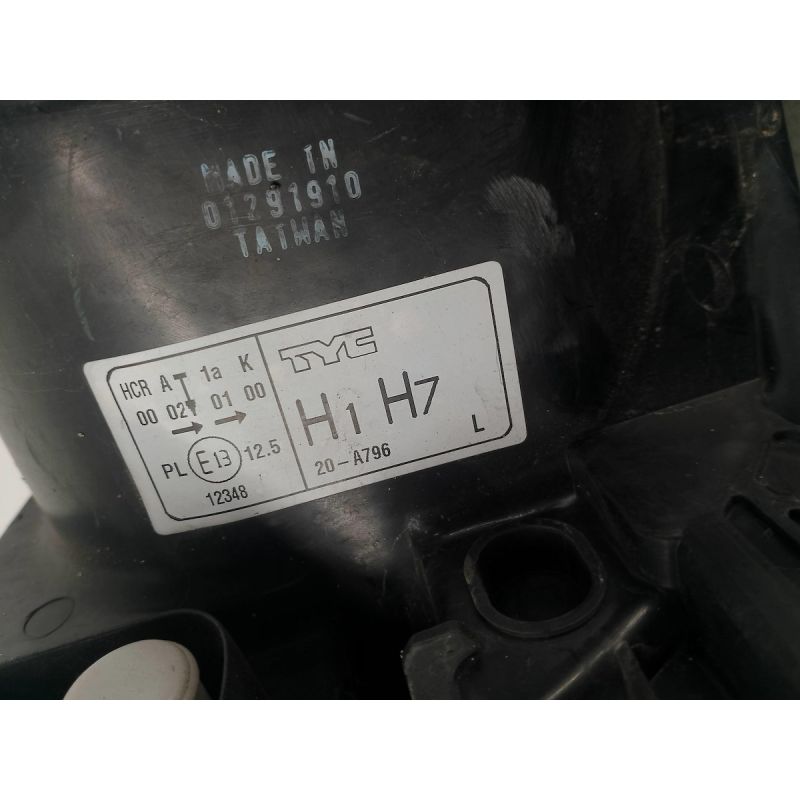 MADE IN
01291910
TAIWAN
HCR A 1a K
00 02 01 00
PL E13 12.5
12348
TYC
H1 H7
20-A796 L